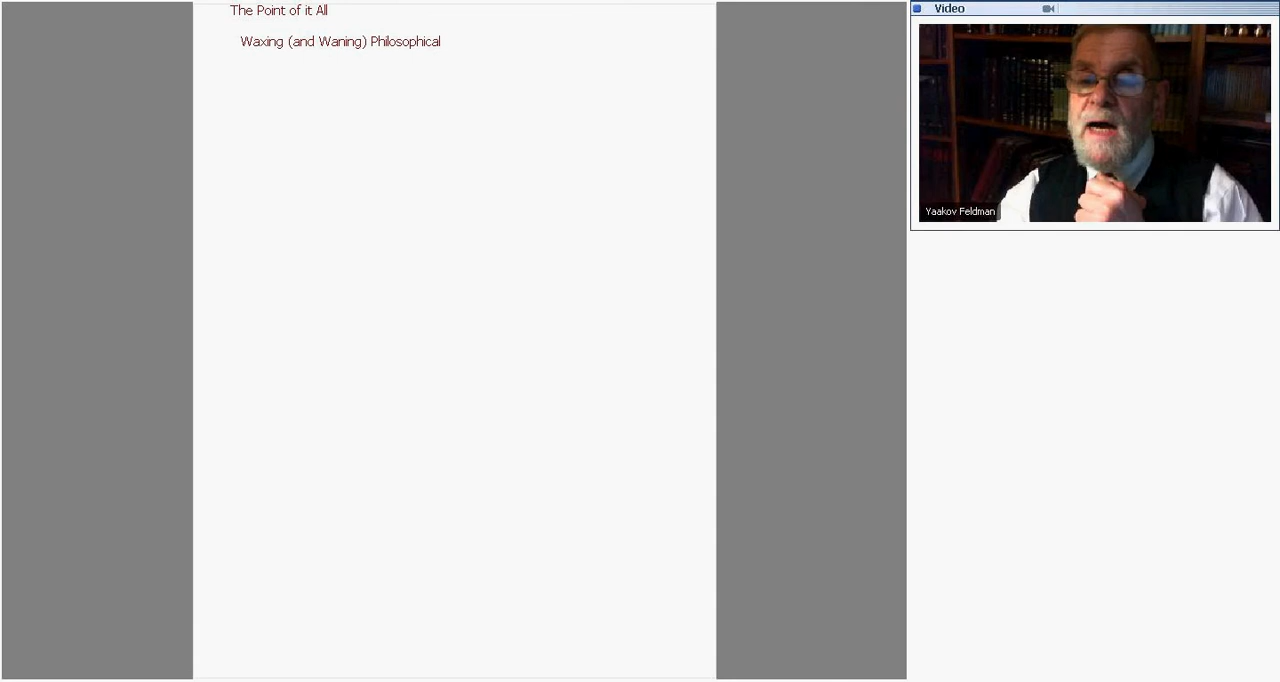 The Point of it All
Waxing (and Waning) Philosophical
Video
Yaakov Feldman